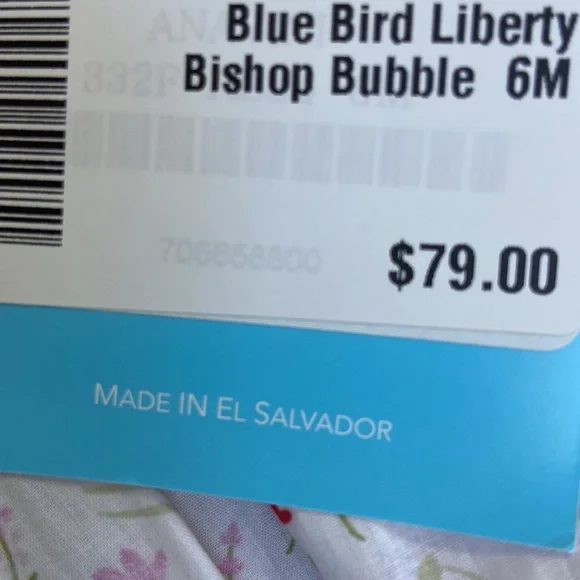 Blue Bird Liberty
Bishop Bubble 6M
$79.00
MADE IN EL SALVADOR